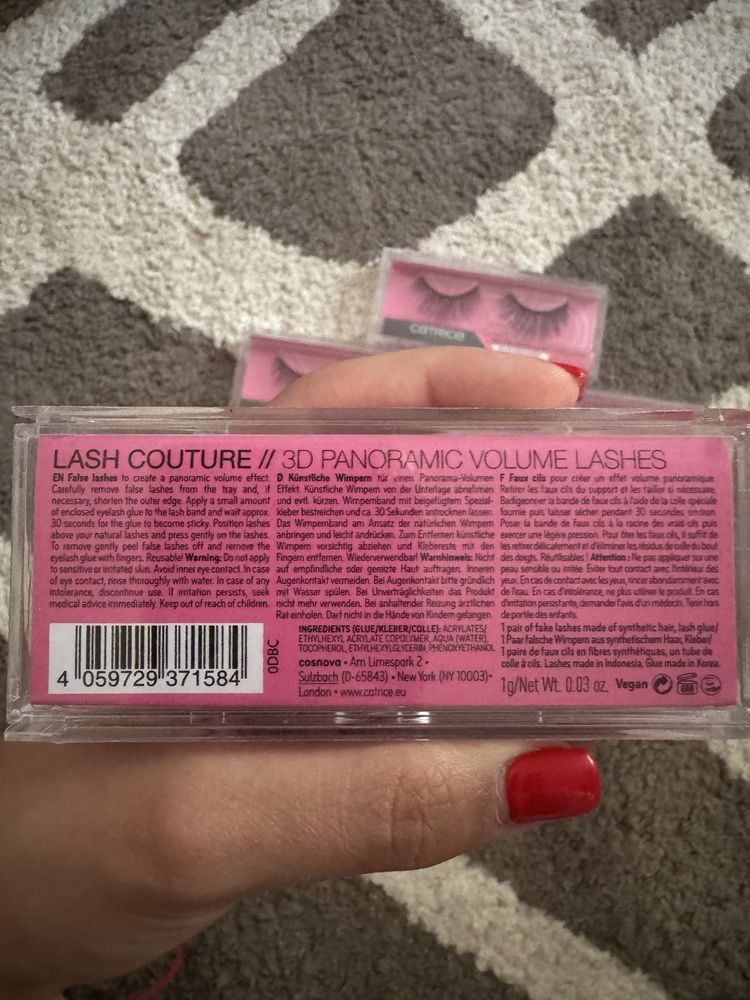 CATRICE
LASH COUTURE // 3D PANORAMIC VOLUME LASHES
EN False lashes to create a panoramic volume effect.
Carefully remove false lashes from the tray and, if
necessary, shorten the outer edge. Apply a small amount
of enclosed eyelash glue to the lash band and wait approx.
30 seconds for the glue to become sticky. Position lashes
above your natural lashes and press gently on the lashes.
To remove gently peel false lashes off and remove the
eyelash glue with fingers. Reusable! Warning: Do not apply
to sensitive or irritated skin. Avoid inner eye contact. In case
of eye contact, rinse thoroughly with water. In case of any
intolerance, discontinue use. If irritation persists, seek
medical advice immediately. Keep out of reach of children.
D Künstliche Wimpern für einen Panorama-Volumen
Effekt. Künstliche Wimpern von der Unterlage abnehmen
und evtl. kürzen. Wimpernband mit beigefügtem Spezial-
kleber bestreichen und ca. 30 Sekunden antrocknen lassen.
Das Wimpernband am Ansatz der natürlichen Wimpern
anbringen und leicht andrücken. Zum Entfernen künstliche
Wimpern vorsichtig abziehen und Klebereste mit den
Fingern entfernen. Wiederverwendbar! Warnhinweis: Nicht
auf empfindliche oder gereizte Haut auftragen. Inneren
Augenkontakt vermeiden. Bei Augenkontakt bitte gründlich
mit Wasser spülen. Bei Unverträglichkeiten das Produkt
nicht mehr verwenden. Bei anhaltender Reizung ärztlichen
Rat einholen. Darf nicht in die Hände von Kindern gelangen.
F Faux cils pour créer un effet volume panoramique.
Retirer les faux cils du support et les tailler si nécessaire.
Badigeonner la bande de faux cils à l'aide de la colle spéciale
fournie puis laisser sécher pendant 30 secondes environ.
Poser la bande de faux cils à la racine des vrais cils puis
exercer une légère pression. Pour ôter les faux cils, il suffit de
les retirer délicatement et d'éliminer les résidus de colle du bout
des doigts. Réutilisables! Attention: Ne pas appliquer sur une
peau sensible ou irritée. Éviter tout contact avec l'intérieur des
yeux. En cas de contact avec les yeux, rincer abondamment avec
de l'eau. En cas d'intolérance, ne plus utiliser le produit. En cas
d'irritation persistante, demander l'avis d'un médecin. Tenir hors
de portée des enfants.
4 059729 371584
0DBC
INGREDIENTS (GLUE/KLEBER/COLLE): ACRYLATES/
ETHYLHEXYL ACRYLATE COPOLYMER, AQUA (WATER),
TOCOPHEROL, ETHYLHEXYLGLYCERIN, PHENOXYETHANOL
cosnova • Am Limespark 2 •
Sulzbach (D-65843) • New York (NY 10003)•
London • www.catrice.eu
1 pair of fake lashes made of synthetic hair, lash glue/
1 Paar falsche Wimpern aus synthetischem Haar, Kleber/
1 paire de faux cils en fibres synthétiques, un tube de
colle à cils. Lashes made in Indonesia, Glue made in Korea.
1g/Net Wt. 0.03 oz. Vegan 6M